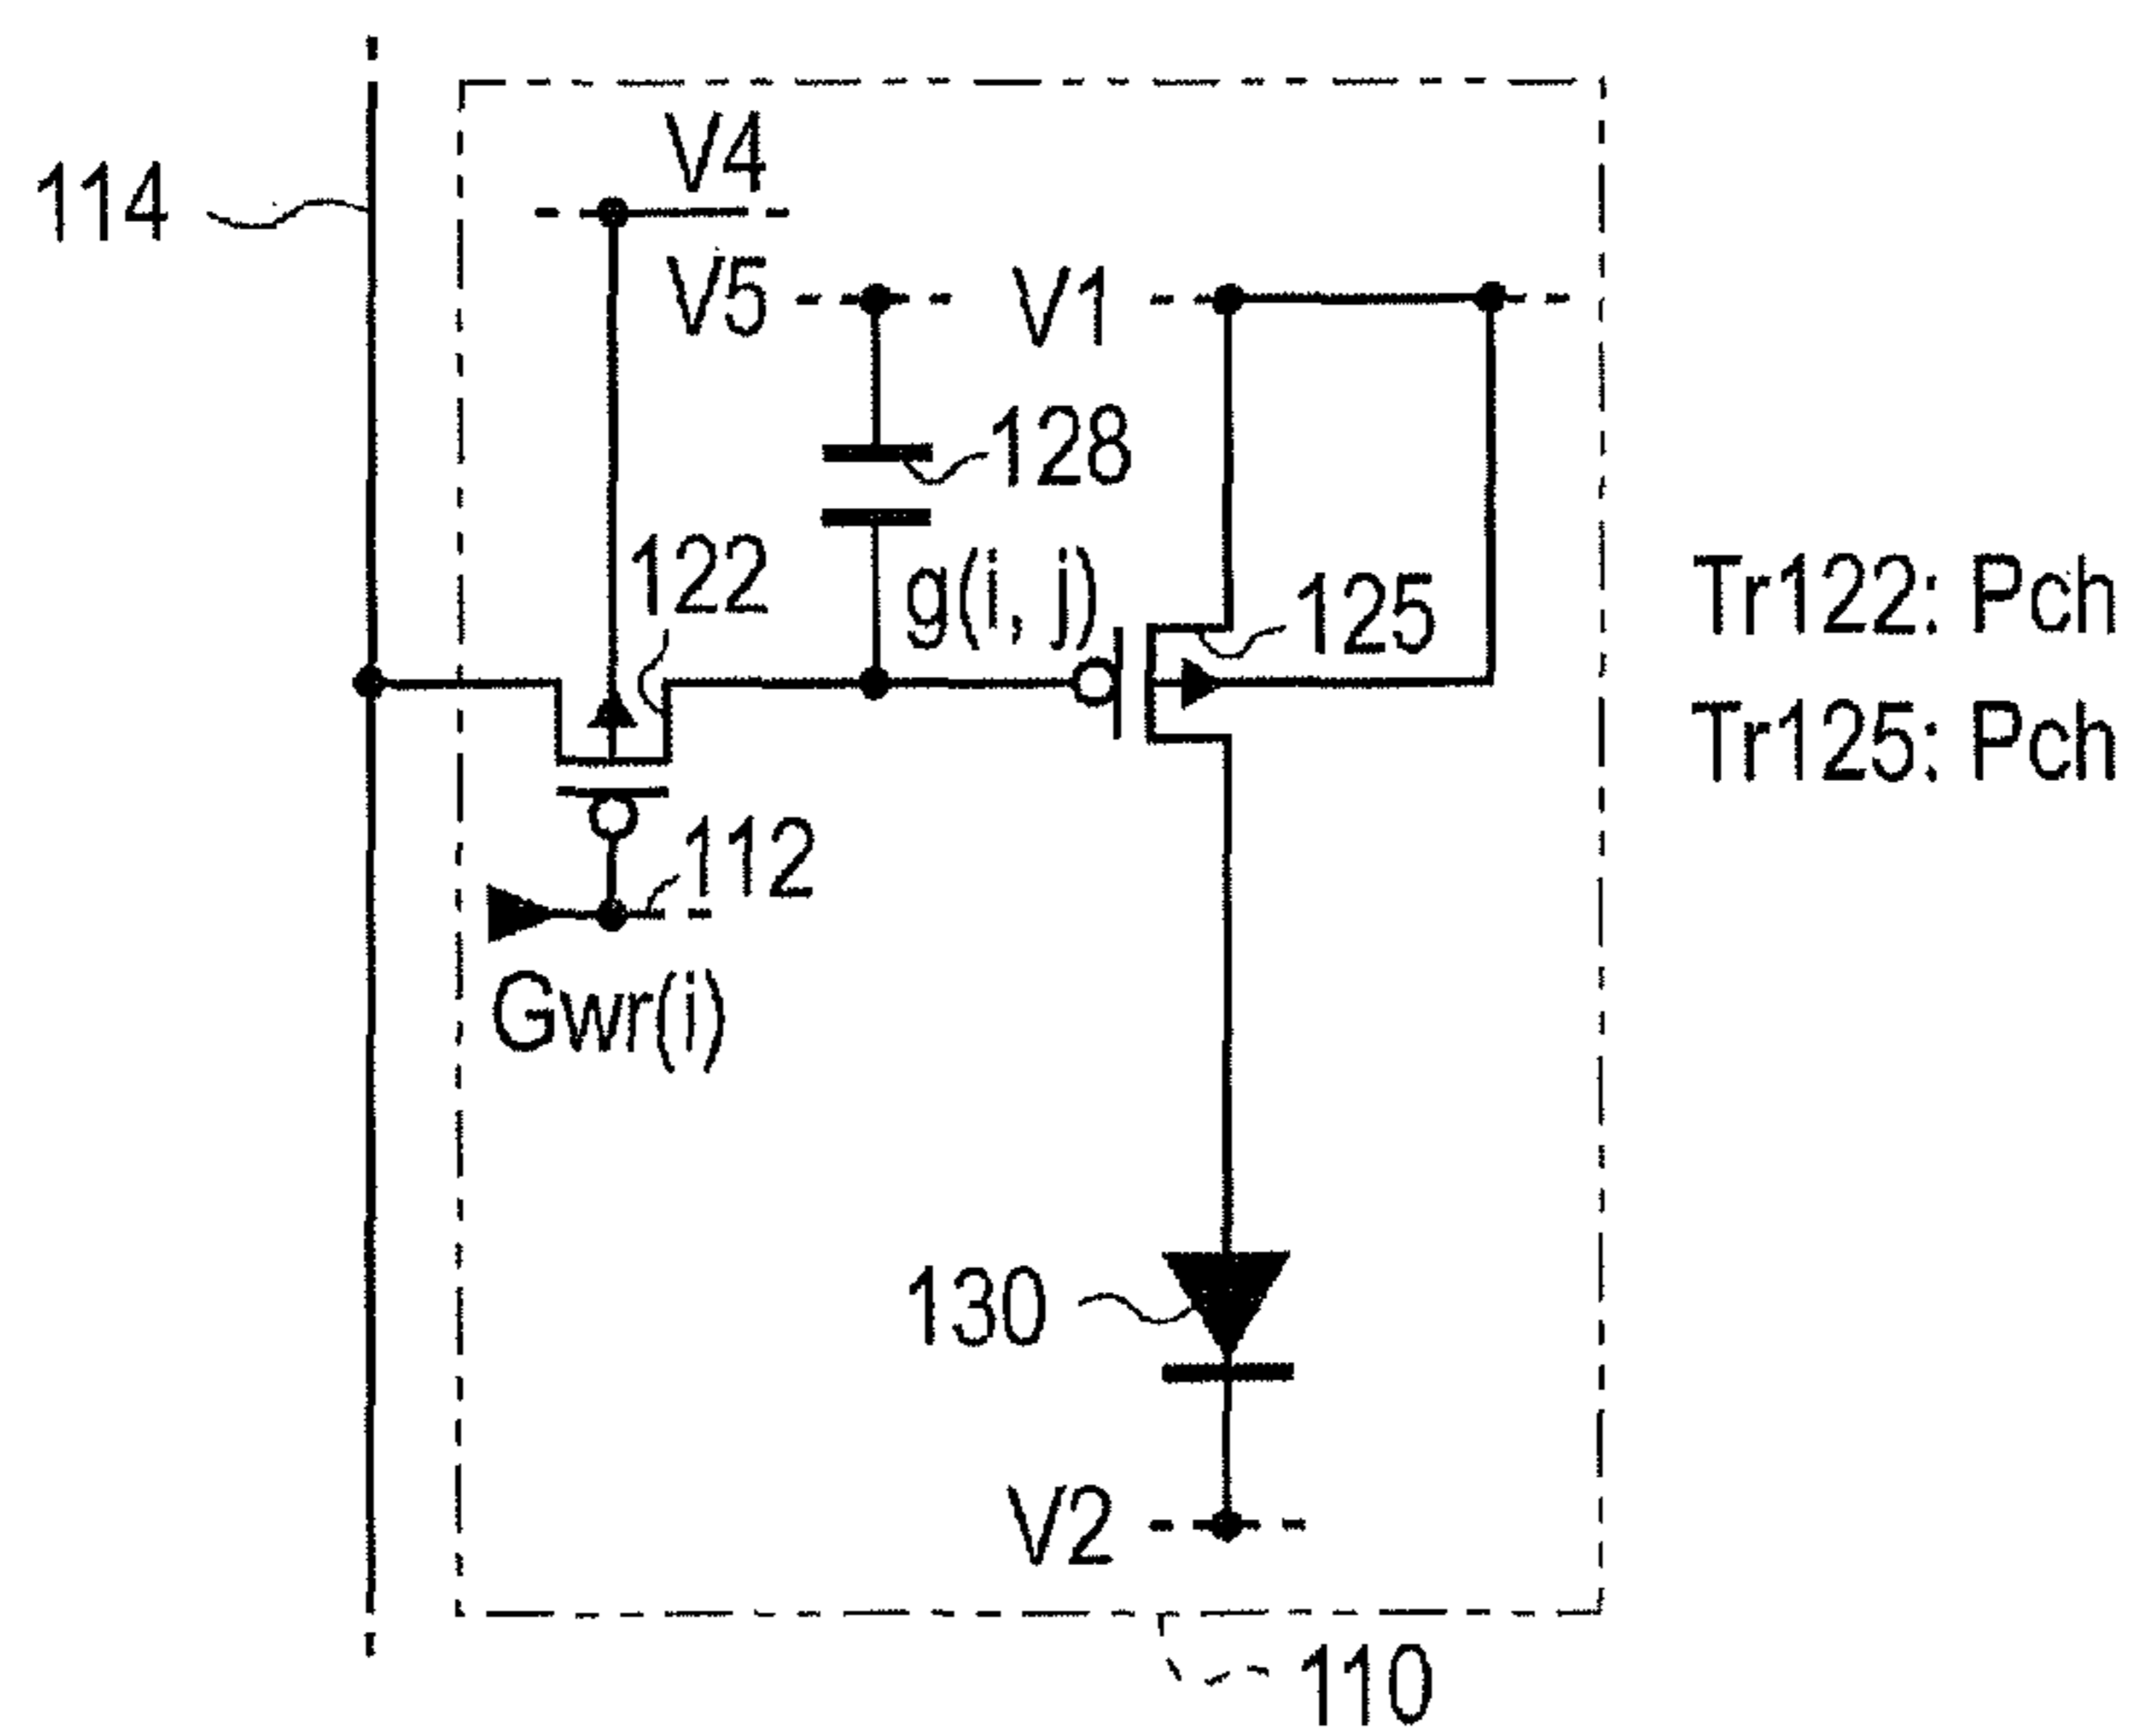 114
V4
V5
V1
128
122
g(i, j)
125
Tr122: Pch
Tr125: Pch
112
Gwr(i)
130
V2
110